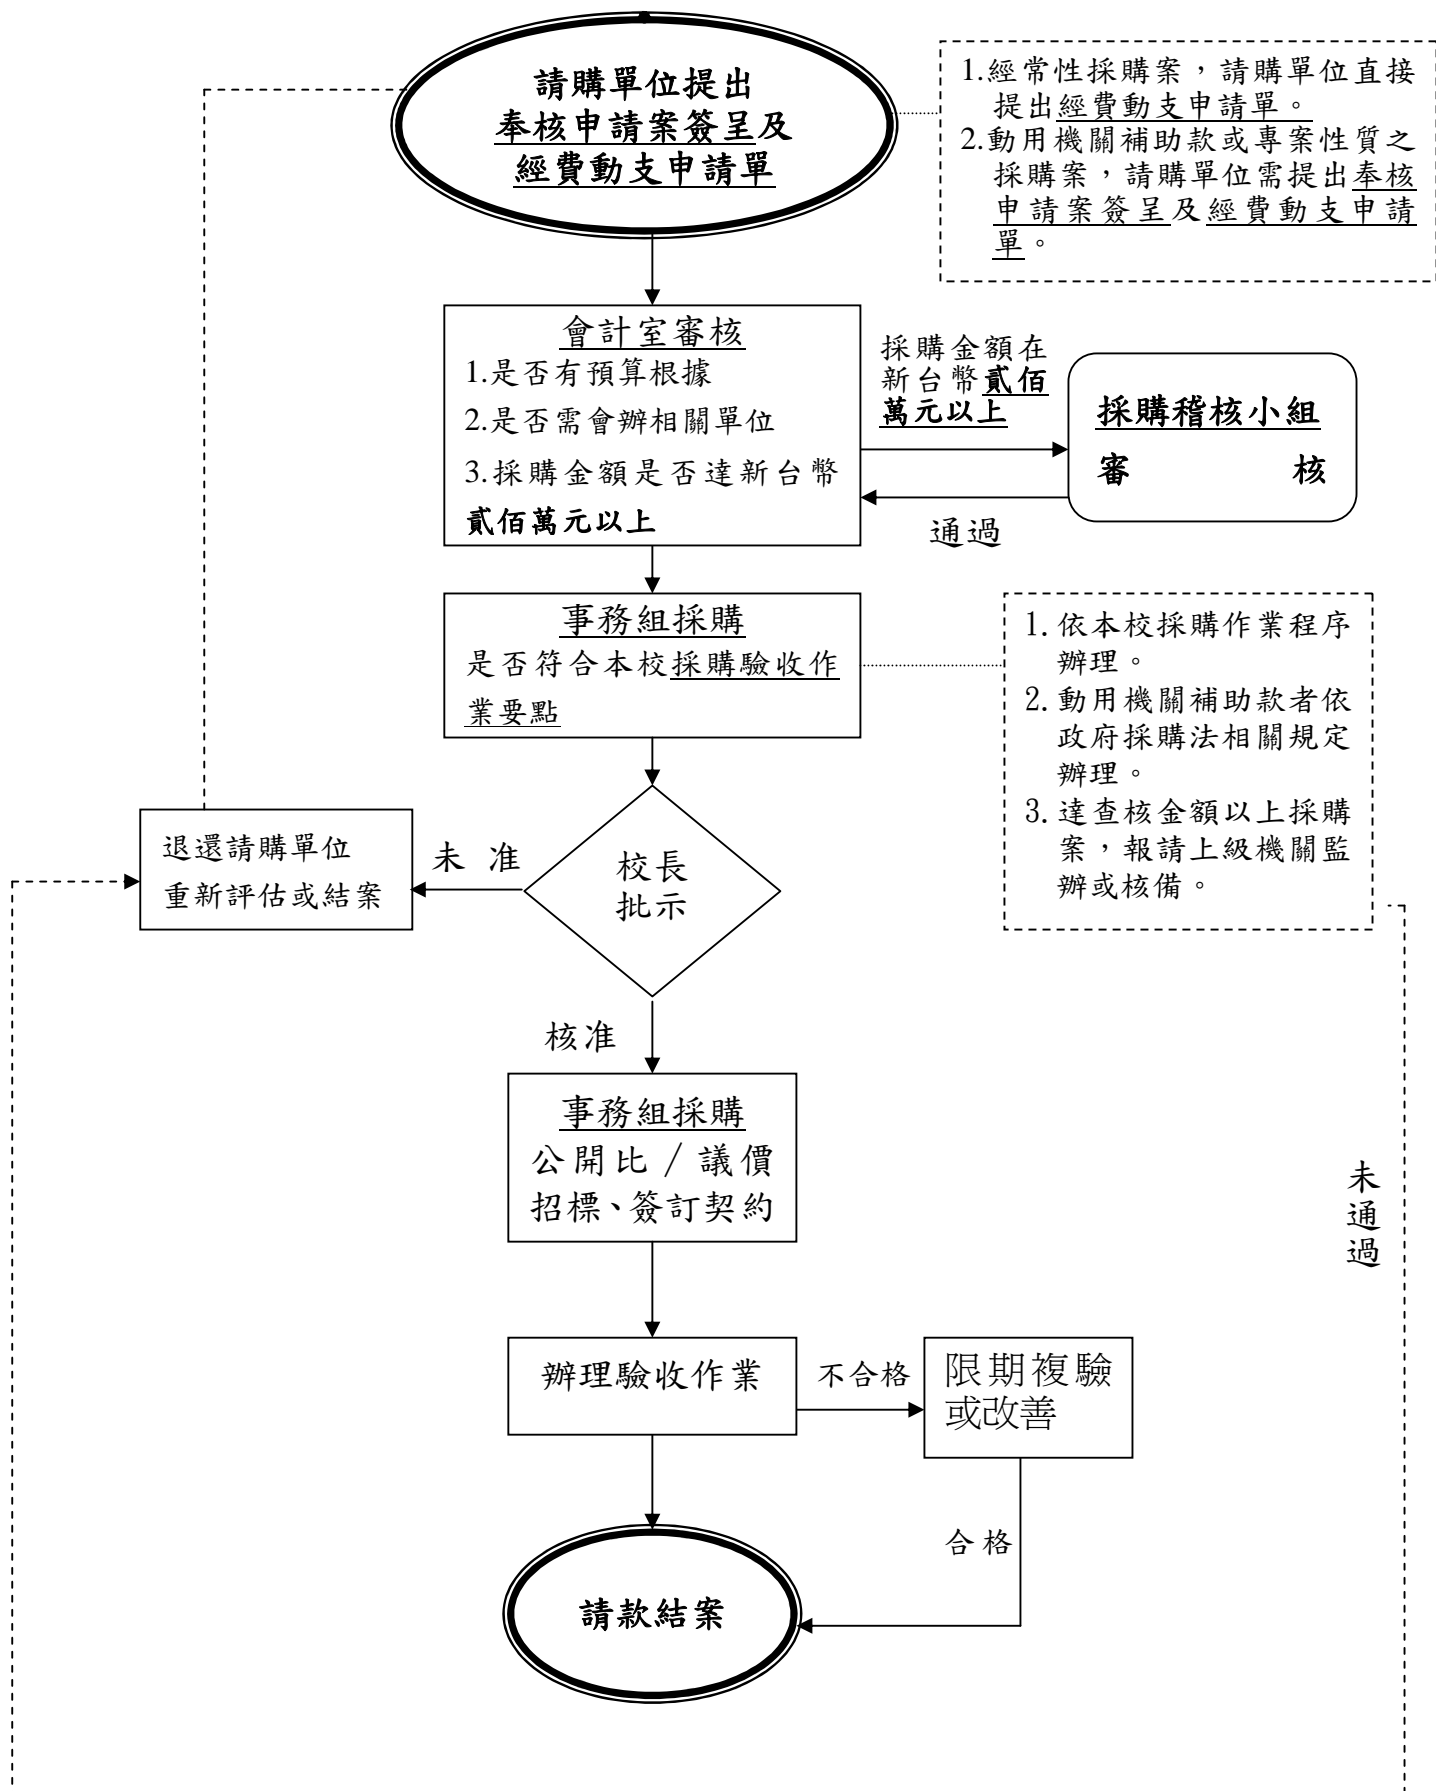 請購單位提出
奉核申請案簽呈及
經費動支申請單
1.經常性採購案，請購單位直接
提出經費動支申請單。
2.動用機關補助款或專案性質之
採購案，請購單位需提出奉核
申請案簽呈及經費動支申請
單。
會計室審核
1.是否有預算根據
2.是否需會辦相關單位
3.採購金額是否達新台幣
貳佰萬元以上
採購金額在
新台幣貳佰
萬元以上
採購稽核小組
審 核
通過
事務組採購
是否符合本校採購驗收作
業要點
1. 依本校採購作業程序
辦理。
2. 動用機關補助款者依
政府採購法相關規定
辦理。
3. 達查核金額以上採購
案，報請上級機關監
辦或核備。
退還請購單位
重新評估或結案
未 准
校長
批示
核准
事務組採購
公開比／議價
招標、簽訂契約
未
通
過
辦理驗收作業
不合格
限期複驗
或改善
合格
請款結案